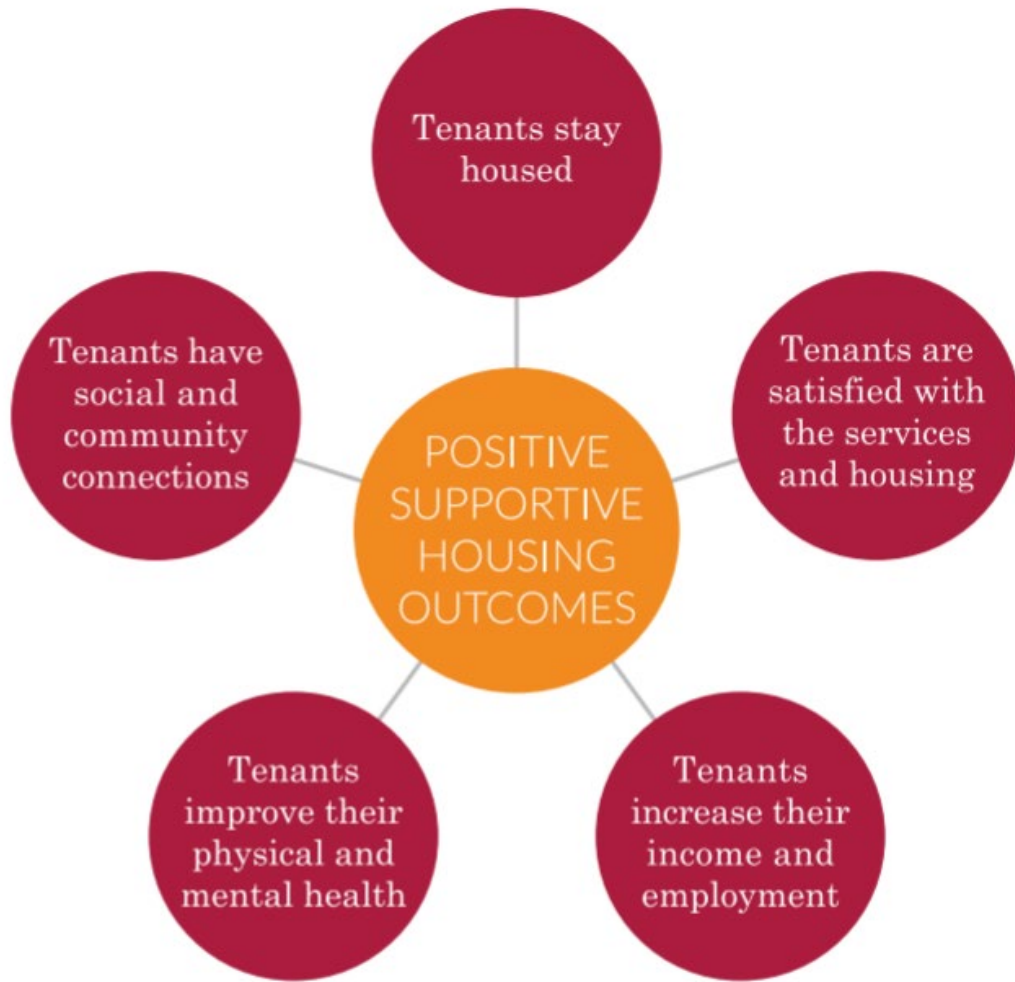 Tenants stay
housed
Tenants have
social and
community
connections
Tenants are
satisfied with
the services
and housing
POSITIVE
SUPPORTIVE
HOUSING
OUTCOMES
Tenants
improve their
physical and
mental health
Tenants
increase their
income and
employment